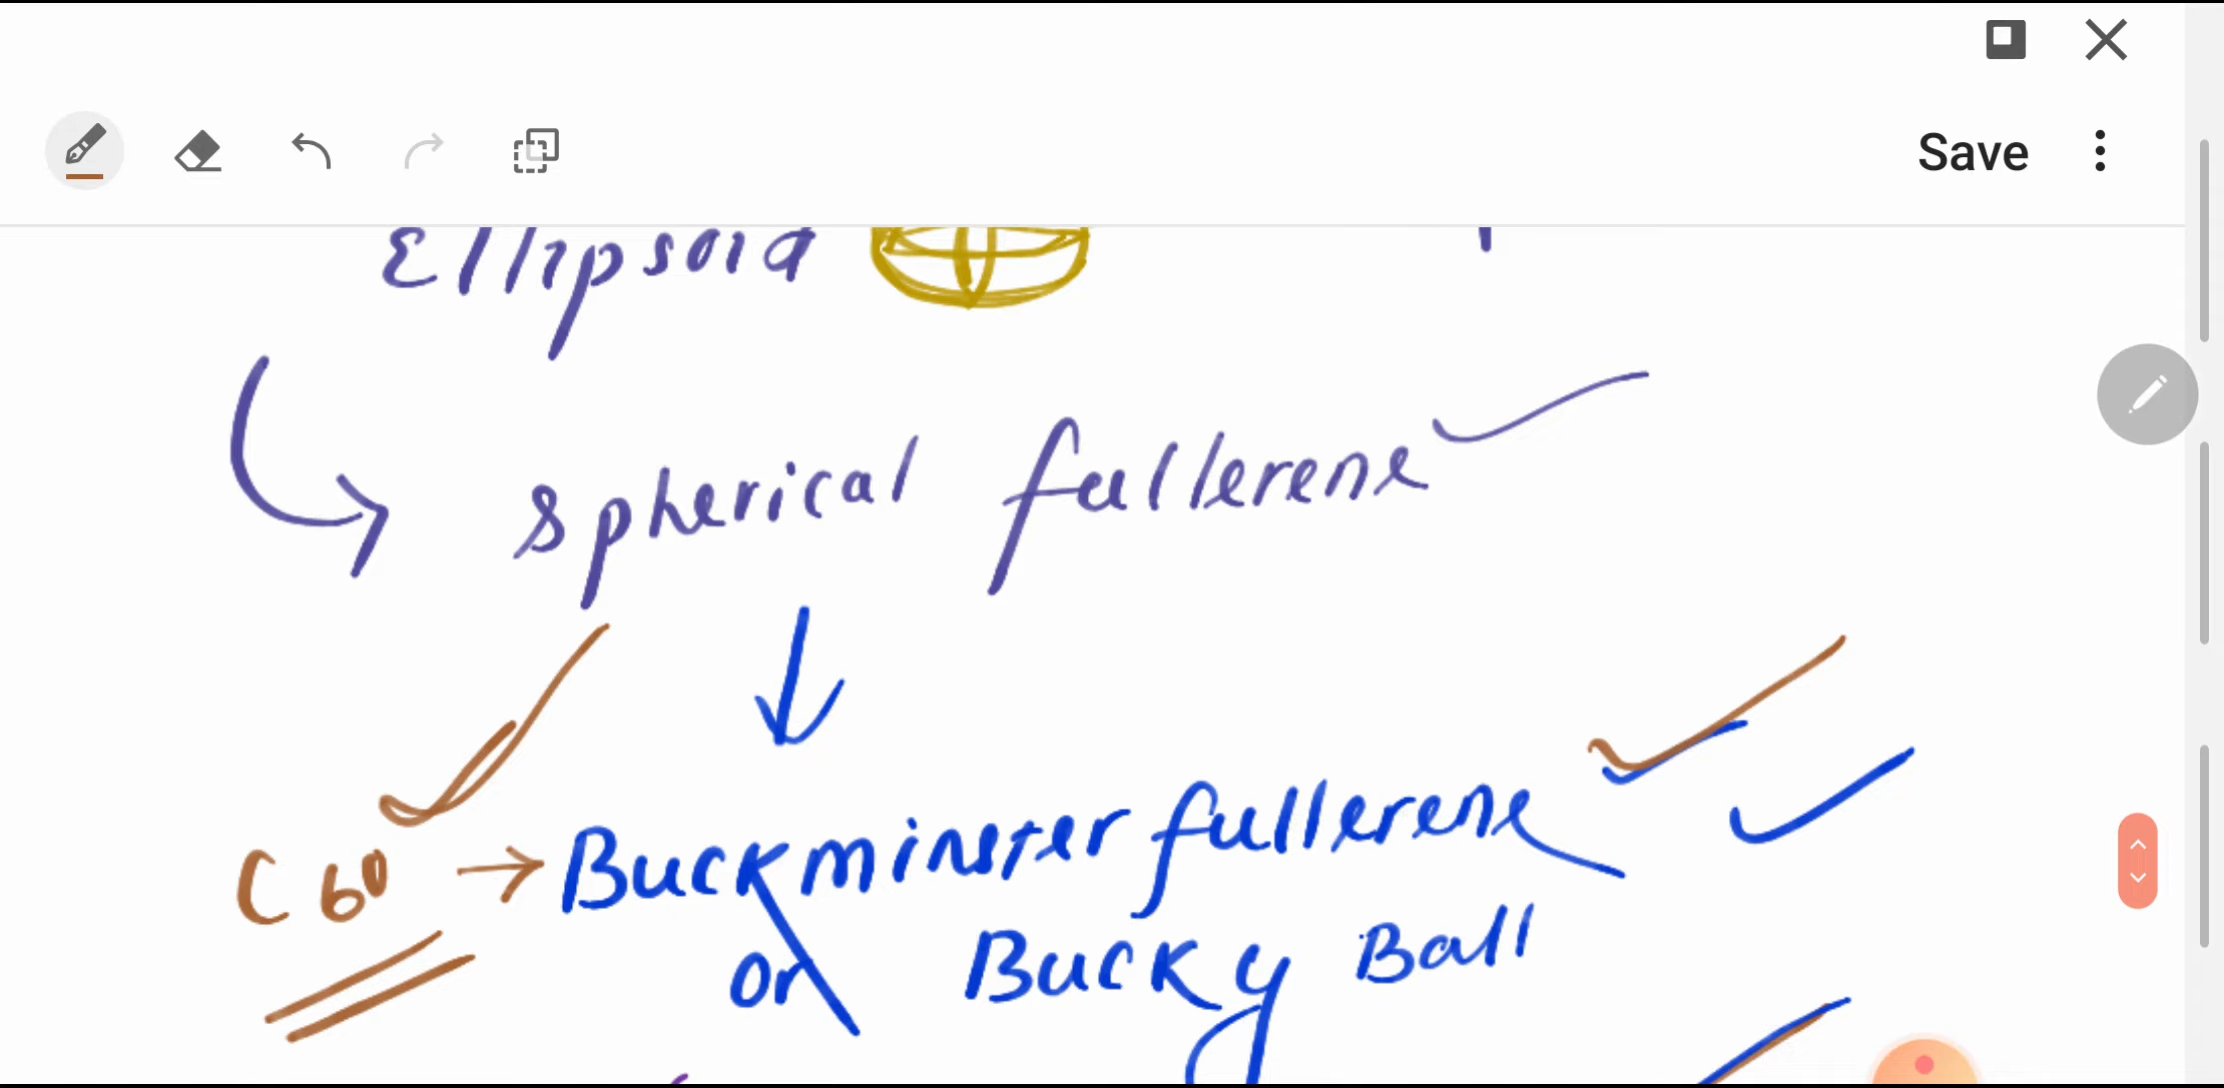 Save
Ellipsoid
spherical fullerene
C60 → Buckminster fullerene
or Bucky Ball